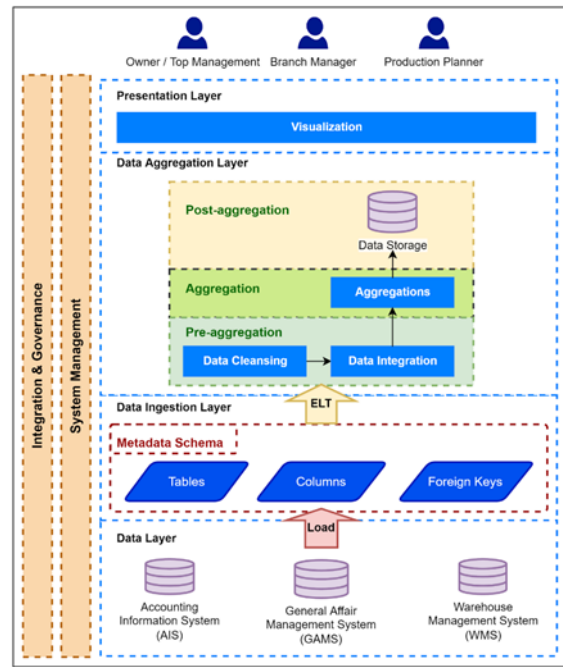 Owner / Top Management
Branch Manager
Production Planner
Integration & Governance
System Management
Presentation Layer
Visualization
Data Aggregation Layer
Post-aggregation
Data Storage
Aggregation
Aggregations
Pre-aggregation
Data Cleansing
Data Integration
ELT
Data Ingestion Layer
Metadata Schema
Tables
Columns
Foreign Keys
Load
Data Layer
Accounting
Information System
(AIS)
General Affair
Management System
(GAMS)
Warehouse
Management System
(WMS)